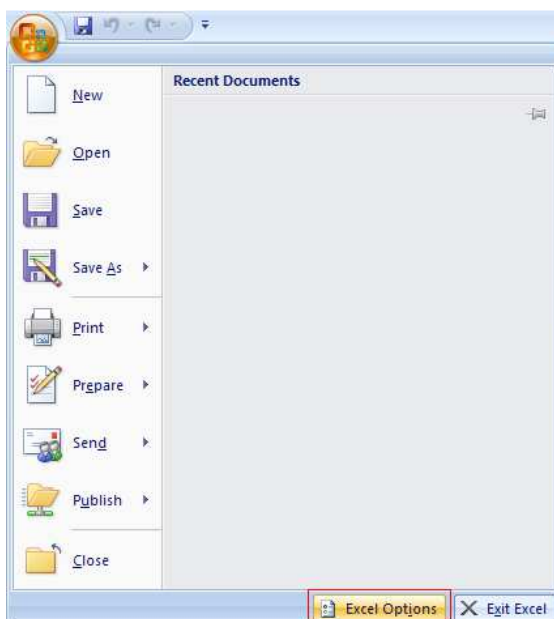 Recent Documents
New
Open
Save
Save As
Print
Prepare
Send
Publish
Close
Excel Options
Exit Excel